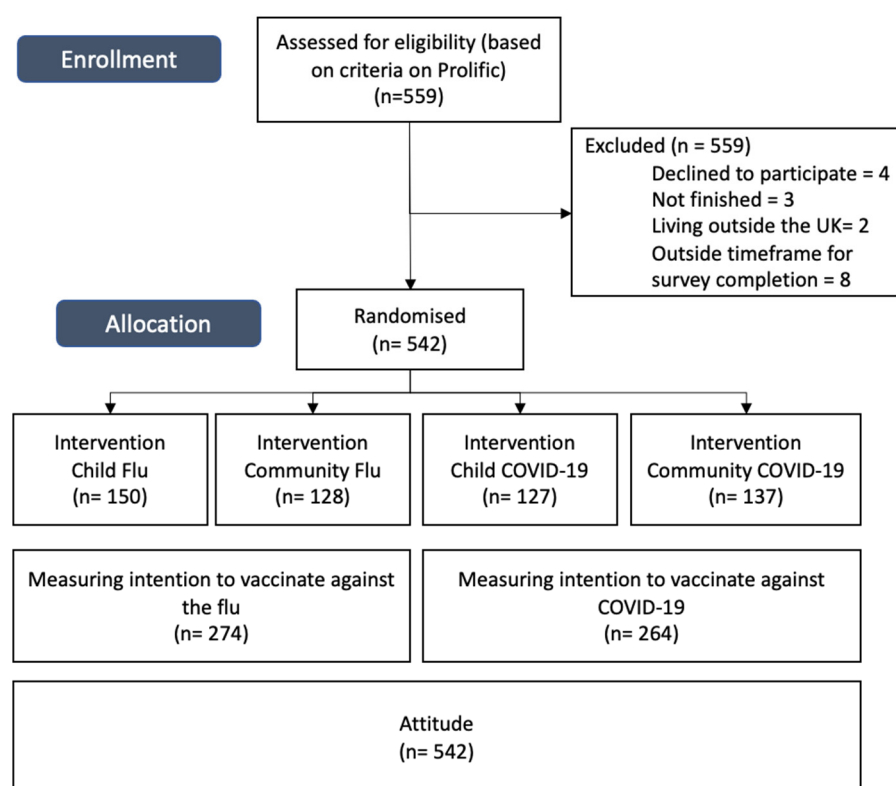 Enrollment
Assessed for eligibility (based
on criteria on Prolific)
(n=559)
Excluded (n = 559)
Declined to participate = 4
Not finished = 3
Living outside the UK= 2
Outside timeframe for
survey completion = 8
Allocation
Randomised
(n= 542)
Intervention
Child Flu
(n= 150)
Intervention
Community Flu
(n= 128)
Intervention
Child COVID-19
(n= 127)
Intervention
Community COVID-19
(n= 137)
Measuring intention to vaccinate against
the flu
(n= 274)
Measuring intention to vaccinate against
COVID-19
(n= 264)
Attitude
(n= 542)